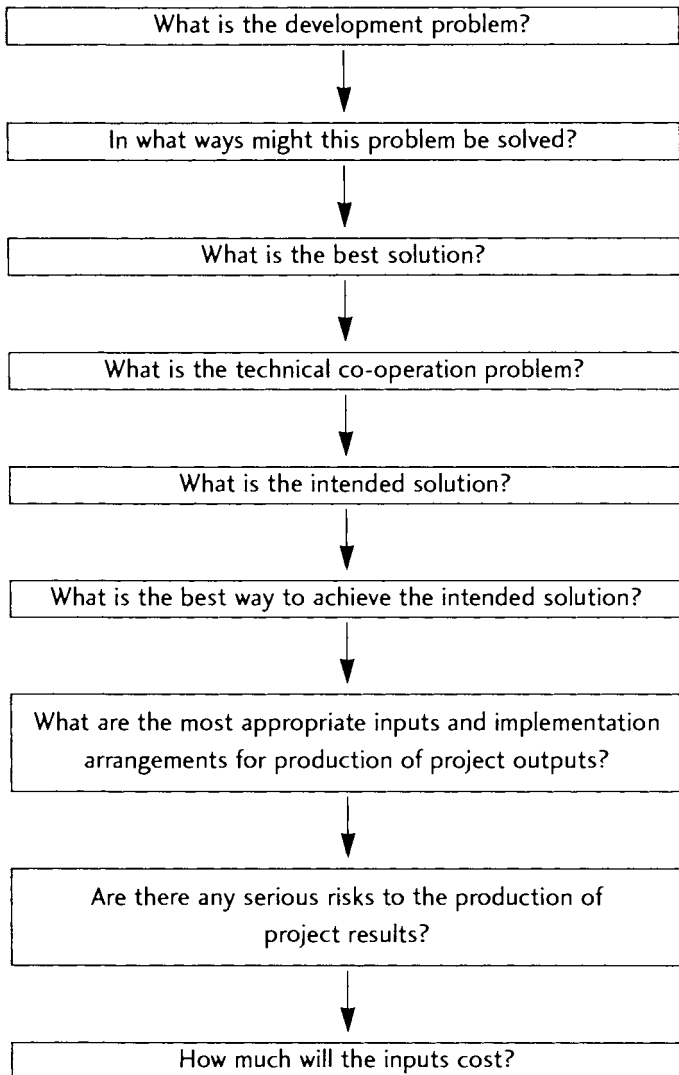 What is the development problem?
In what ways might this problem be solved?
What is the best solution?
What is the technical co-operation problem?
What is the intended solution?
What is the best way to achieve the intended solution?
What are the most appropriate inputs and implementation
arrangements for production of project outputs?
Are there any serious risks to the production of
project results?
How much will the inputs cost?